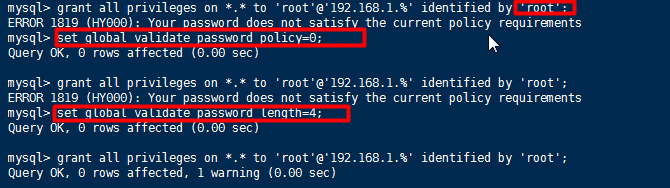 mysql> grant all privileges on *.* to 'root'@'192.168.1.%' identified by 'root';
ERROR 1819 (HY000): Your password does not satisfy the current policy requirements
mysql> set global validate_password_policy=0;
Query OK, 0 rows affected (0.00 sec)
mysql> grant all privileges on *.* to 'root'@'192.168.1.%' identified by 'root';
ERROR 1819 (HY000): Your password does not satisfy the current policy requirements
mysql> set global validate_password_length=4;
Query OK, 0 rows affected (0.00 sec)
mysql> grant all privileges on *.* to 'root'@'192.168.1.%' identified by 'root';
Query OK, 0 rows affected, 1 warning (0.00 sec)